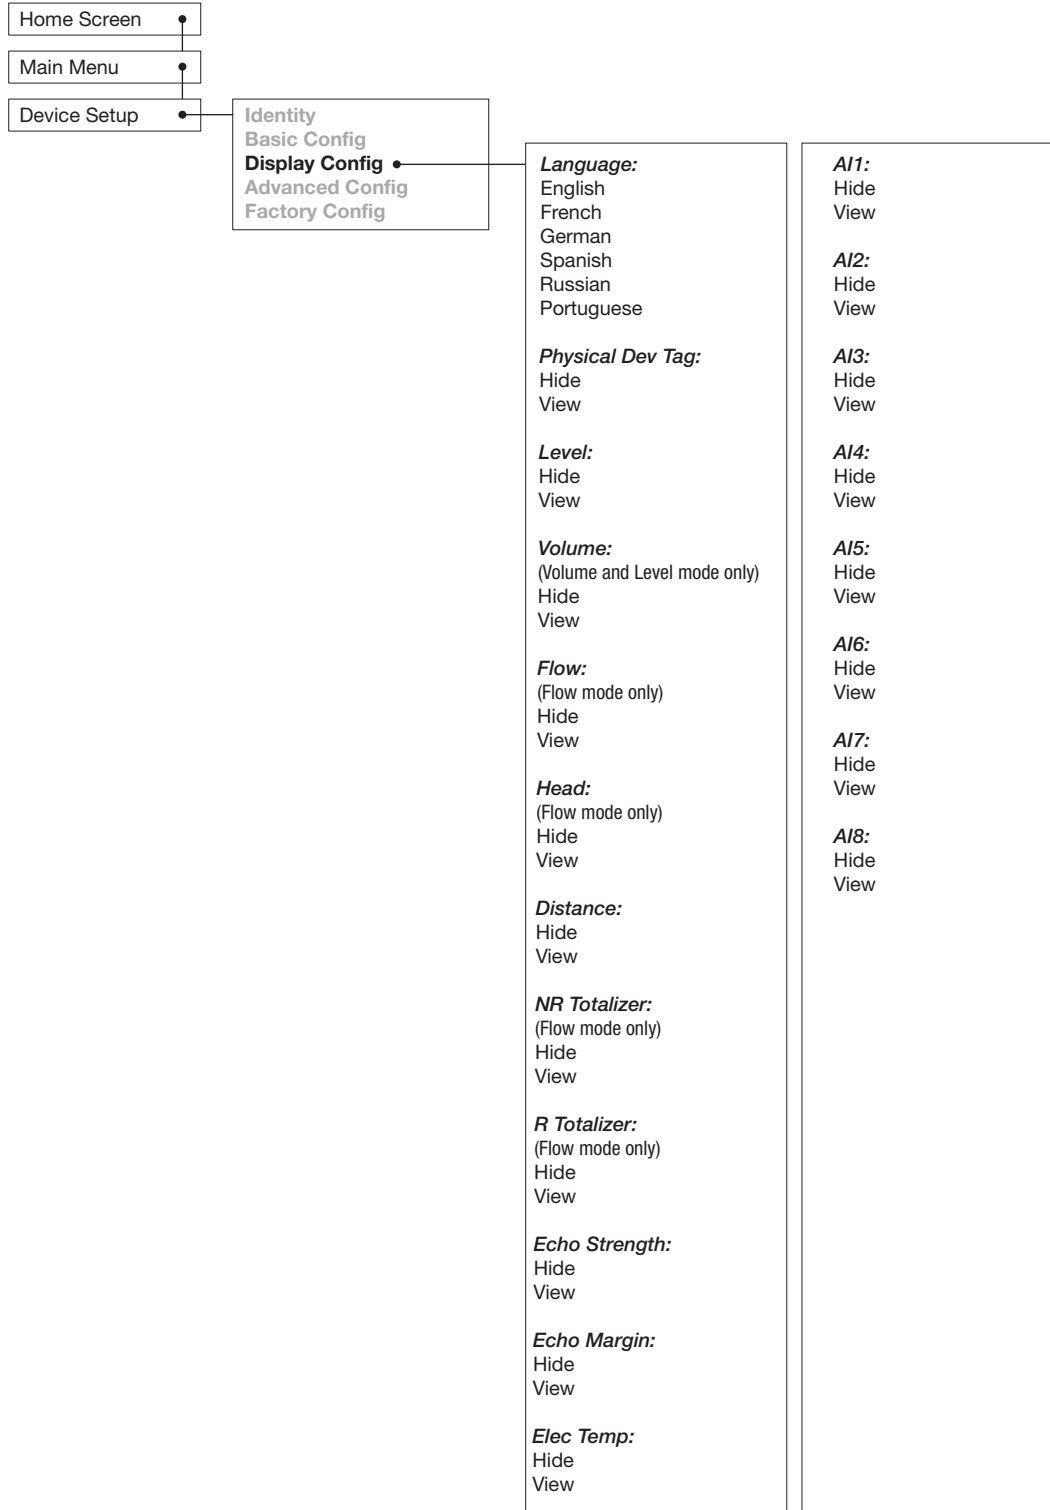 Home Screen
Main Menu
Device Setup
Identity
Basic Config
Display Config
Advanced Config
Factory Config
Language:
English
French
German
Spanish
Russian
Portuguese
Physical Dev Tag:
Hide
View
Level:
Hide
View
Volume:
(Volume and Level mode only)
Hide
View
Flow:
(Flow mode only)
Hide
View
Head:
(Flow mode only)
Hide
View
Distance:
Hide
View
NR Totalizer:
(Flow mode only)
Hide
View
R Totalizer:
(Flow mode only)
Hide
View
Echo Strength:
Hide
View
Echo Margin:
Hide
View
Elec Temp:
Hide
View
AI1:
Hide
View
AI2:
Hide
View
AI3:
Hide
View
AI4:
Hide
View
AI5:
Hide
View
AI6:
Hide
View
AI7:
Hide
View
AI8:
Hide
View